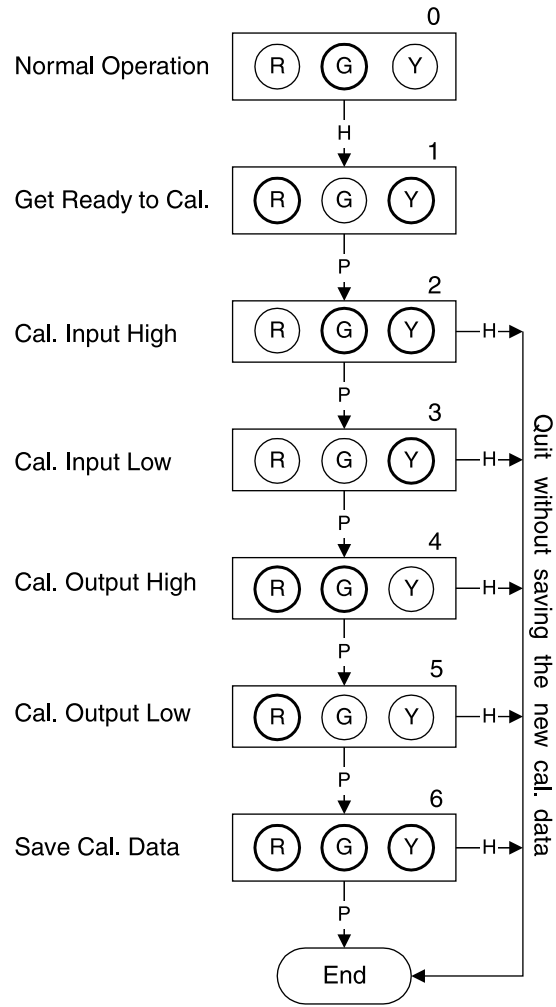 0
Normal Operation R G Y
H
1
Get Ready to Cal. R G Y
P
2
Cal. Input High R G Y H
P
3
Cal. Input Low R G Y H
P
4
Cal. Output High R G Y H
P
5
Cal. Output Low R G Y H
P
6
Save Cal. Data R G Y H
P
End
Quit without saving the new cal. data